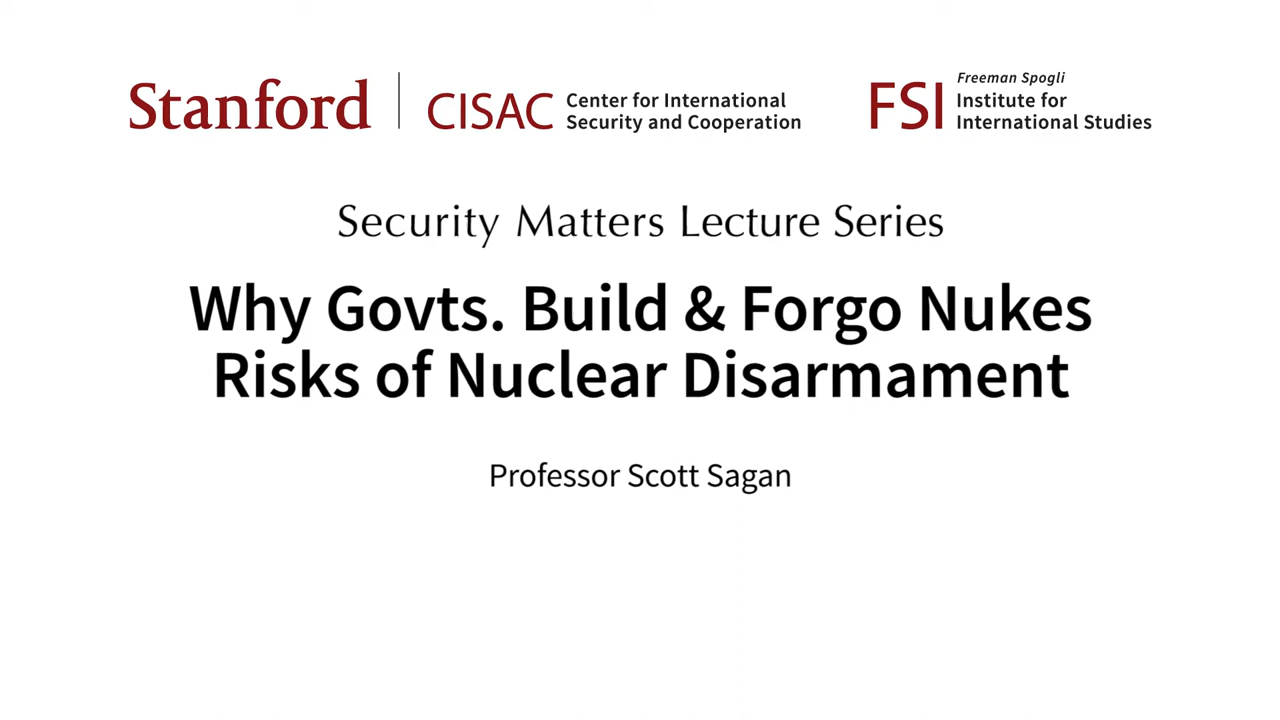 Stanford
CISAC
Center for International
Security and Cooperation
FSI
Freeman Spogli
Institute for
International Studies
Security Matters Lecture Series
Why Govts. Build & Forgo Nukes
Risks of Nuclear Disarmament
Professor Scott Sagan